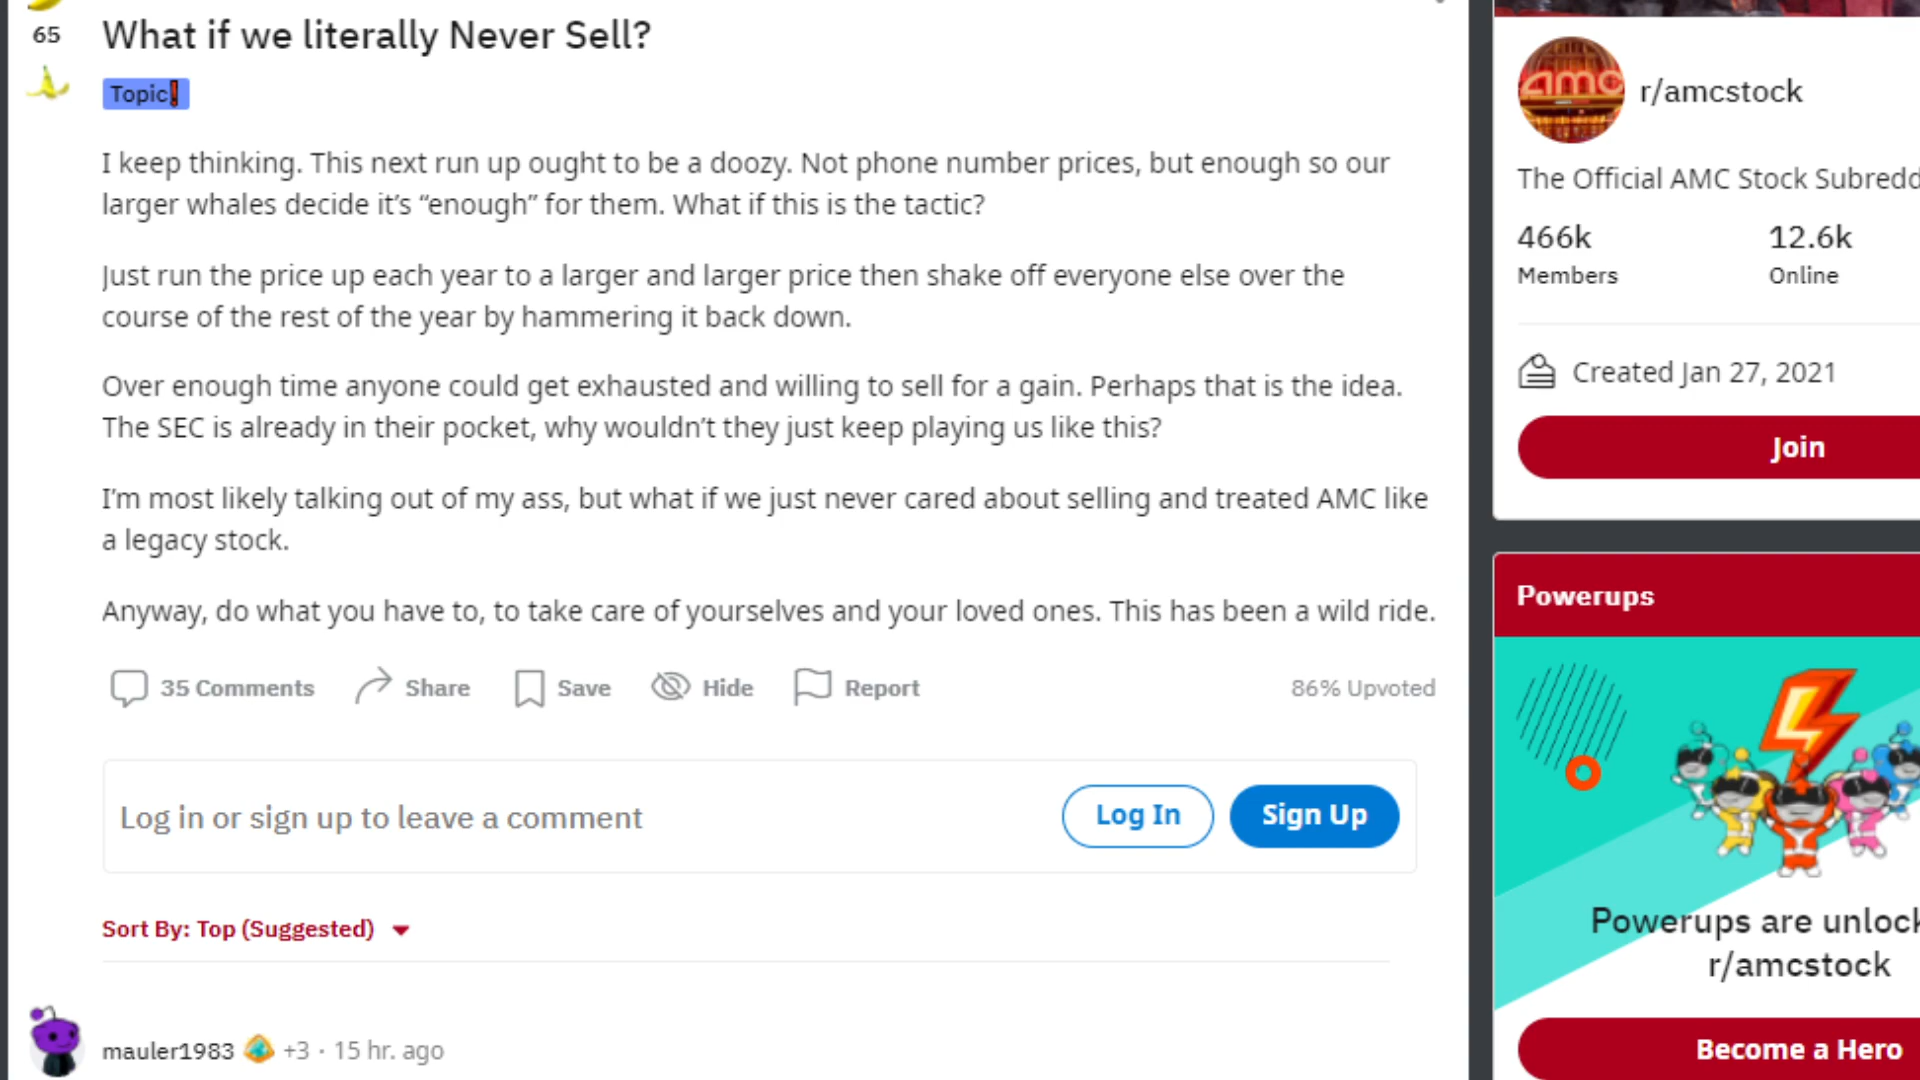 65
What if we literally Never Sell?
Topic❗
I keep thinking. This next run up ought to be a doozy. Not phone number prices, but enough so our
larger whales decide it's “enough” for them. What if this is the tactic?
Just run the price up each year to a larger and larger price then shake off everyone else over the
course of the rest of the year by hammering it back down.
Over enough time anyone could get exhausted and willing to sell for a gain. Perhaps that is the idea.
The SEC is already in their pocket, why wouldn't they just keep playing us like this?
I'm most likely talking out of my ass, but what if we just never cared about selling and treated AMC like
a legacy stock.
Anyway, do what you have to, to take care of yourselves and your loved ones. This has been a wild ride.
35 Comments Share Save Hide Report 86% Upvoted
Log in or sign up to leave a comment Log In Sign Up
Sort By: Top (Suggested)
mauler1983 +3 · 15 hr. ago
amc
r/amcstock
The Official AMC Stock Subredd
466k 12.6k
Members Online
Created Jan 27, 2021
Join
Powerups
Powerups are unlock
r/amcstock
Become a Hero